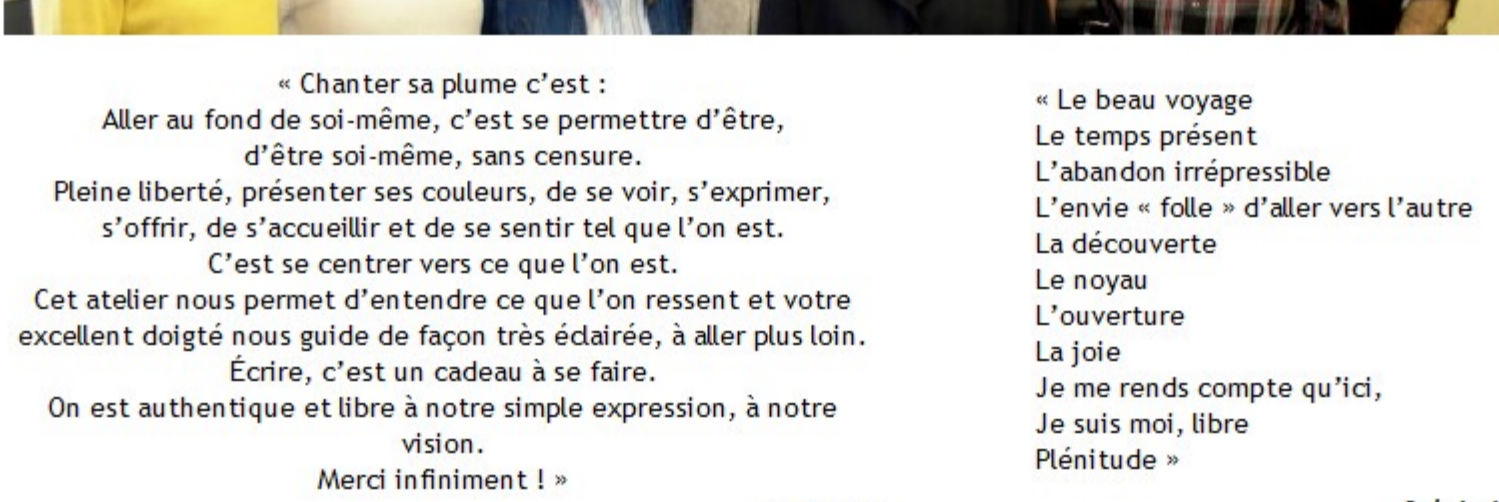 « Chanter sa plume c’est :
Aller au fond de soi-même, c’est se permettre d’être,
d’être soi-même, sans censure.
Pleine liberté, présenter ses couleurs, de se voir, s’exprimer,
s’offrir, de s’accueillir et de se sentir tel que l’on est.
C’est se centrer vers ce que l’on est.
Cet atelier nous permet d’entendre ce que l’on ressent et votre
excellent doigté nous guide de façon très éclairée, à aller plus loin.
Écrire, c’est un cadeau à se faire.
On est authentique et libre à notre simple expression, à notre
vision.
Merci infiniment ! »
« Le beau voyage
Le temps présent
L’abandon irrépressible
L’envie « folle » d’aller vers l’autre
La découverte
Le noyau
L’ouverture
La joie
Je me rends compte qu’ici,
Je suis moi, libre
Plénitude »